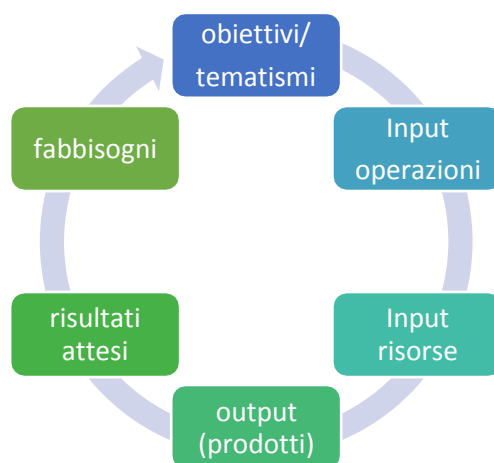 obiettivi/
tematismi
Input
operazioni
Input
risorse
output
(prodotti)
risultati
attesi
fabbisogni